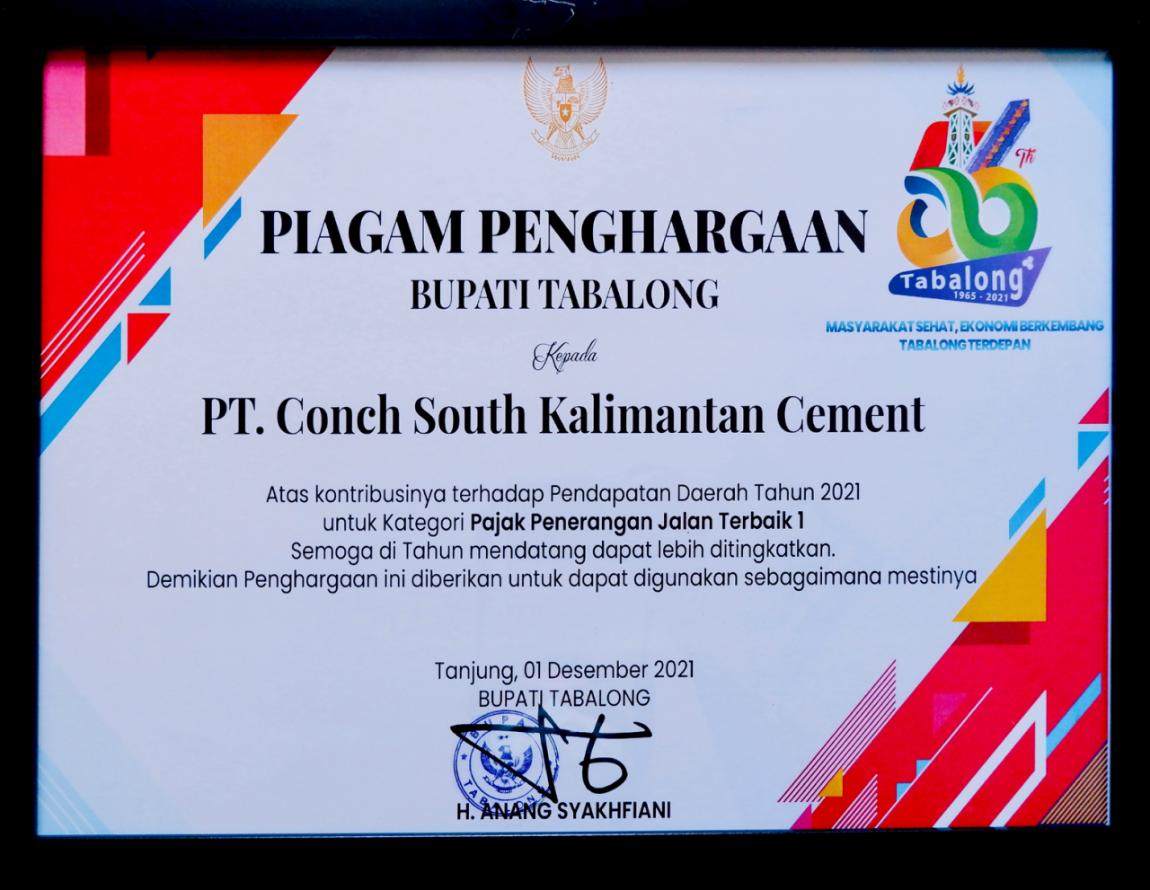 PIAGAM PENGHARGAAN
BUPATI TABALONG
Kepada
PT. Conch South Kalimantan Cement
Atas kontribusinya terhadap Pendapatan Daerah Tahun 2021
untuk Kategori Pajak Penerangan Jalan Terbaik 1
Semoga di Tahun mendatang dapat lebih ditingkatkan.
Demikian Penghargaan ini diberikan untuk dapat digunakan sebagaimana mestinya
Tanjung, 01 Desember 2021
BUPATI TABALONG
H. ANANG SYAKHFIANI
56 Th
Tabalong
1965 - 2021
MASYARAKAT SEHAT, EKONOMI BERKEMBANG
TABALONG TERDEPAN